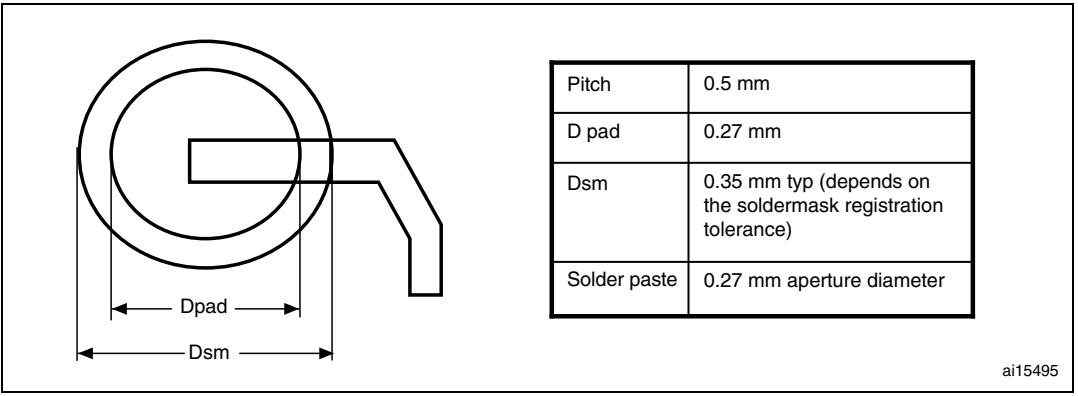 Dpad
Dsm
Pitch 0.5 mm
D pad 0.27 mm
Dsm 0.35 mm typ (depends on
the soldermask registration
tolerance)
Solder paste 0.27 mm aperture diameter
ai15495